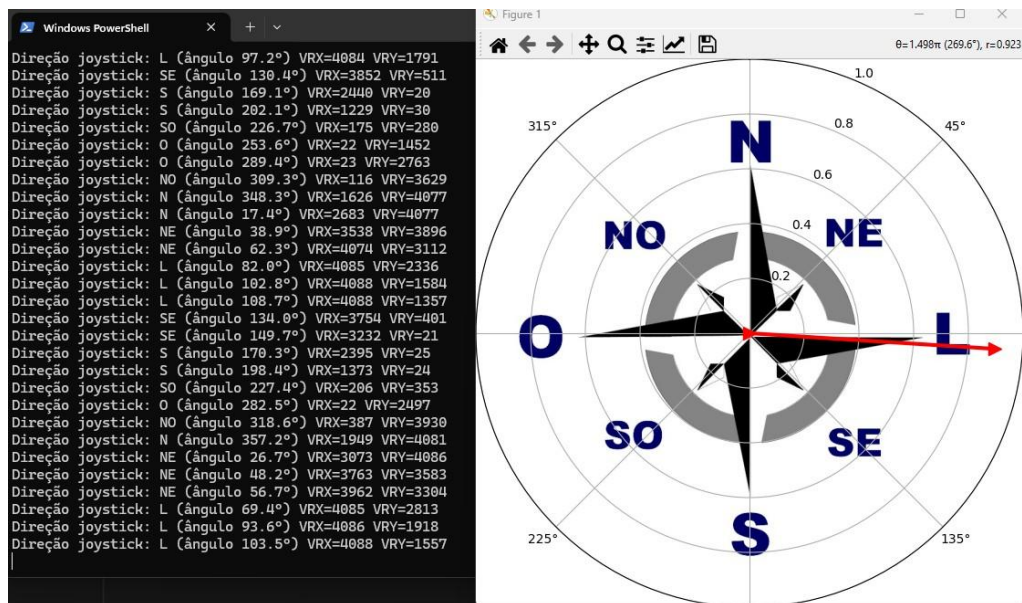 Windows PowerShell
Direção joystick: L (ângulo 97.2°) VRX=4084 VRY=1791
Direção joystick: SE (ângulo 130.4°) VRX=3852 VRY=511
Direção joystick: S (ângulo 169.1°) VRX=2440 VRY=20
Direção joystick: S (ângulo 202.1°) VRX=1229 VRY=30
Direção joystick: SO (ângulo 226.7°) VRX=175 VRY=280
Direção joystick: O (ângulo 253.6°) VRX=22 VRY=1452
Direção joystick: O (ângulo 289.4°) VRX=23 VRY=2763
Direção joystick: NO (ângulo 309.3°) VRX=116 VRY=3629
Direção joystick: N (ângulo 348.3°) VRX=1626 VRY=4077
Direção joystick: N (ângulo 17.4°) VRX=2683 VRY=4077
Direção joystick: NE (ângulo 38.9°) VRX=3538 VRY=3896
Direção joystick: NE (ângulo 62.3°) VRX=4074 VRY=3112
Direção joystick: L (ângulo 82.0°) VRX=4085 VRY=2336
Direção joystick: L (ângulo 102.8°) VRX=4088 VRY=1584
Direção joystick: L (ângulo 108.7°) VRX=4088 VRY=1357
Direção joystick: SE (ângulo 134.0°) VRX=3754 VRY=401
Direção joystick: SE (ângulo 149.7°) VRX=3232 VRY=21
Direção joystick: S (ângulo 170.3°) VRX=2395 VRY=25
Direção joystick: S (ângulo 198.4°) VRX=1373 VRY=24
Direção joystick: SO (ângulo 227.4°) VRX=206 VRY=353
Direção joystick: O (ângulo 282.5°) VRX=22 VRY=2497
Direção joystick: NO (ângulo 318.6°) VRX=387 VRY=3930
Direção joystick: N (ângulo 357.2°) VRX=1949 VRY=4081
Direção joystick: NE (ângulo 26.7°) VRX=3073 VRY=4086
Direção joystick: NE (ângulo 48.2°) VRX=3763 VRY=3583
Direção joystick: NE (ângulo 56.7°) VRX=3962 VRY=3304
Direção joystick: L (ângulo 69.4°) VRX=4085 VRY=2813
Direção joystick: L (ângulo 93.6°) VRX=4086 VRY=1918
Direção joystick: L (ângulo 103.5°) VRX=4088 VRY=1557
Figure 1
θ=1.498π (269.6°), r=0.923
1.0
315°
0.8
45°
N
0.6
NO
0.4
NE
0.2
O
L
SO
SE
225°
S
135°